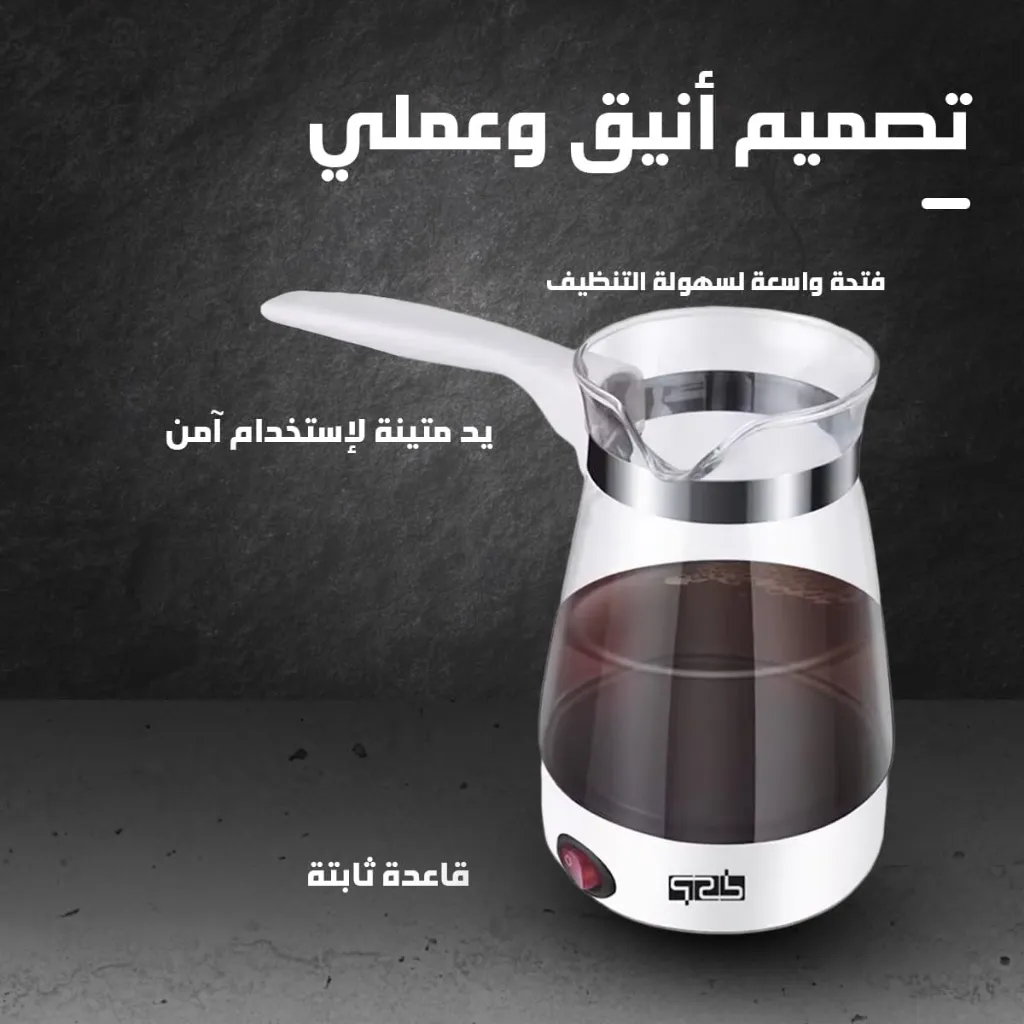 تصميم أنيق وعملي
فتحة واسعة لسهولة التنظيف
يد متينة لإستخدام آمن
قاعدة ثابتة